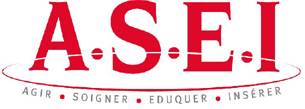 A.S.E.I
AGIR • SOIGNER • EDUQUER • INSÉRER